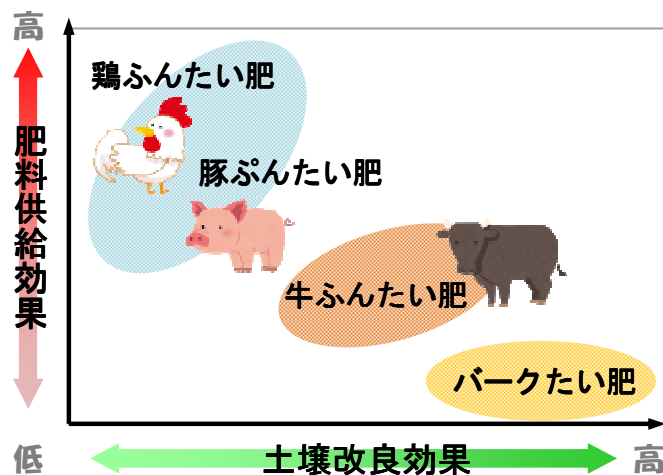 高
鶏ふんたい肥
肥料供給効果
豚ぷんたい肥
牛ふんたい肥
バークたい肥
低
土壌改良効果
高